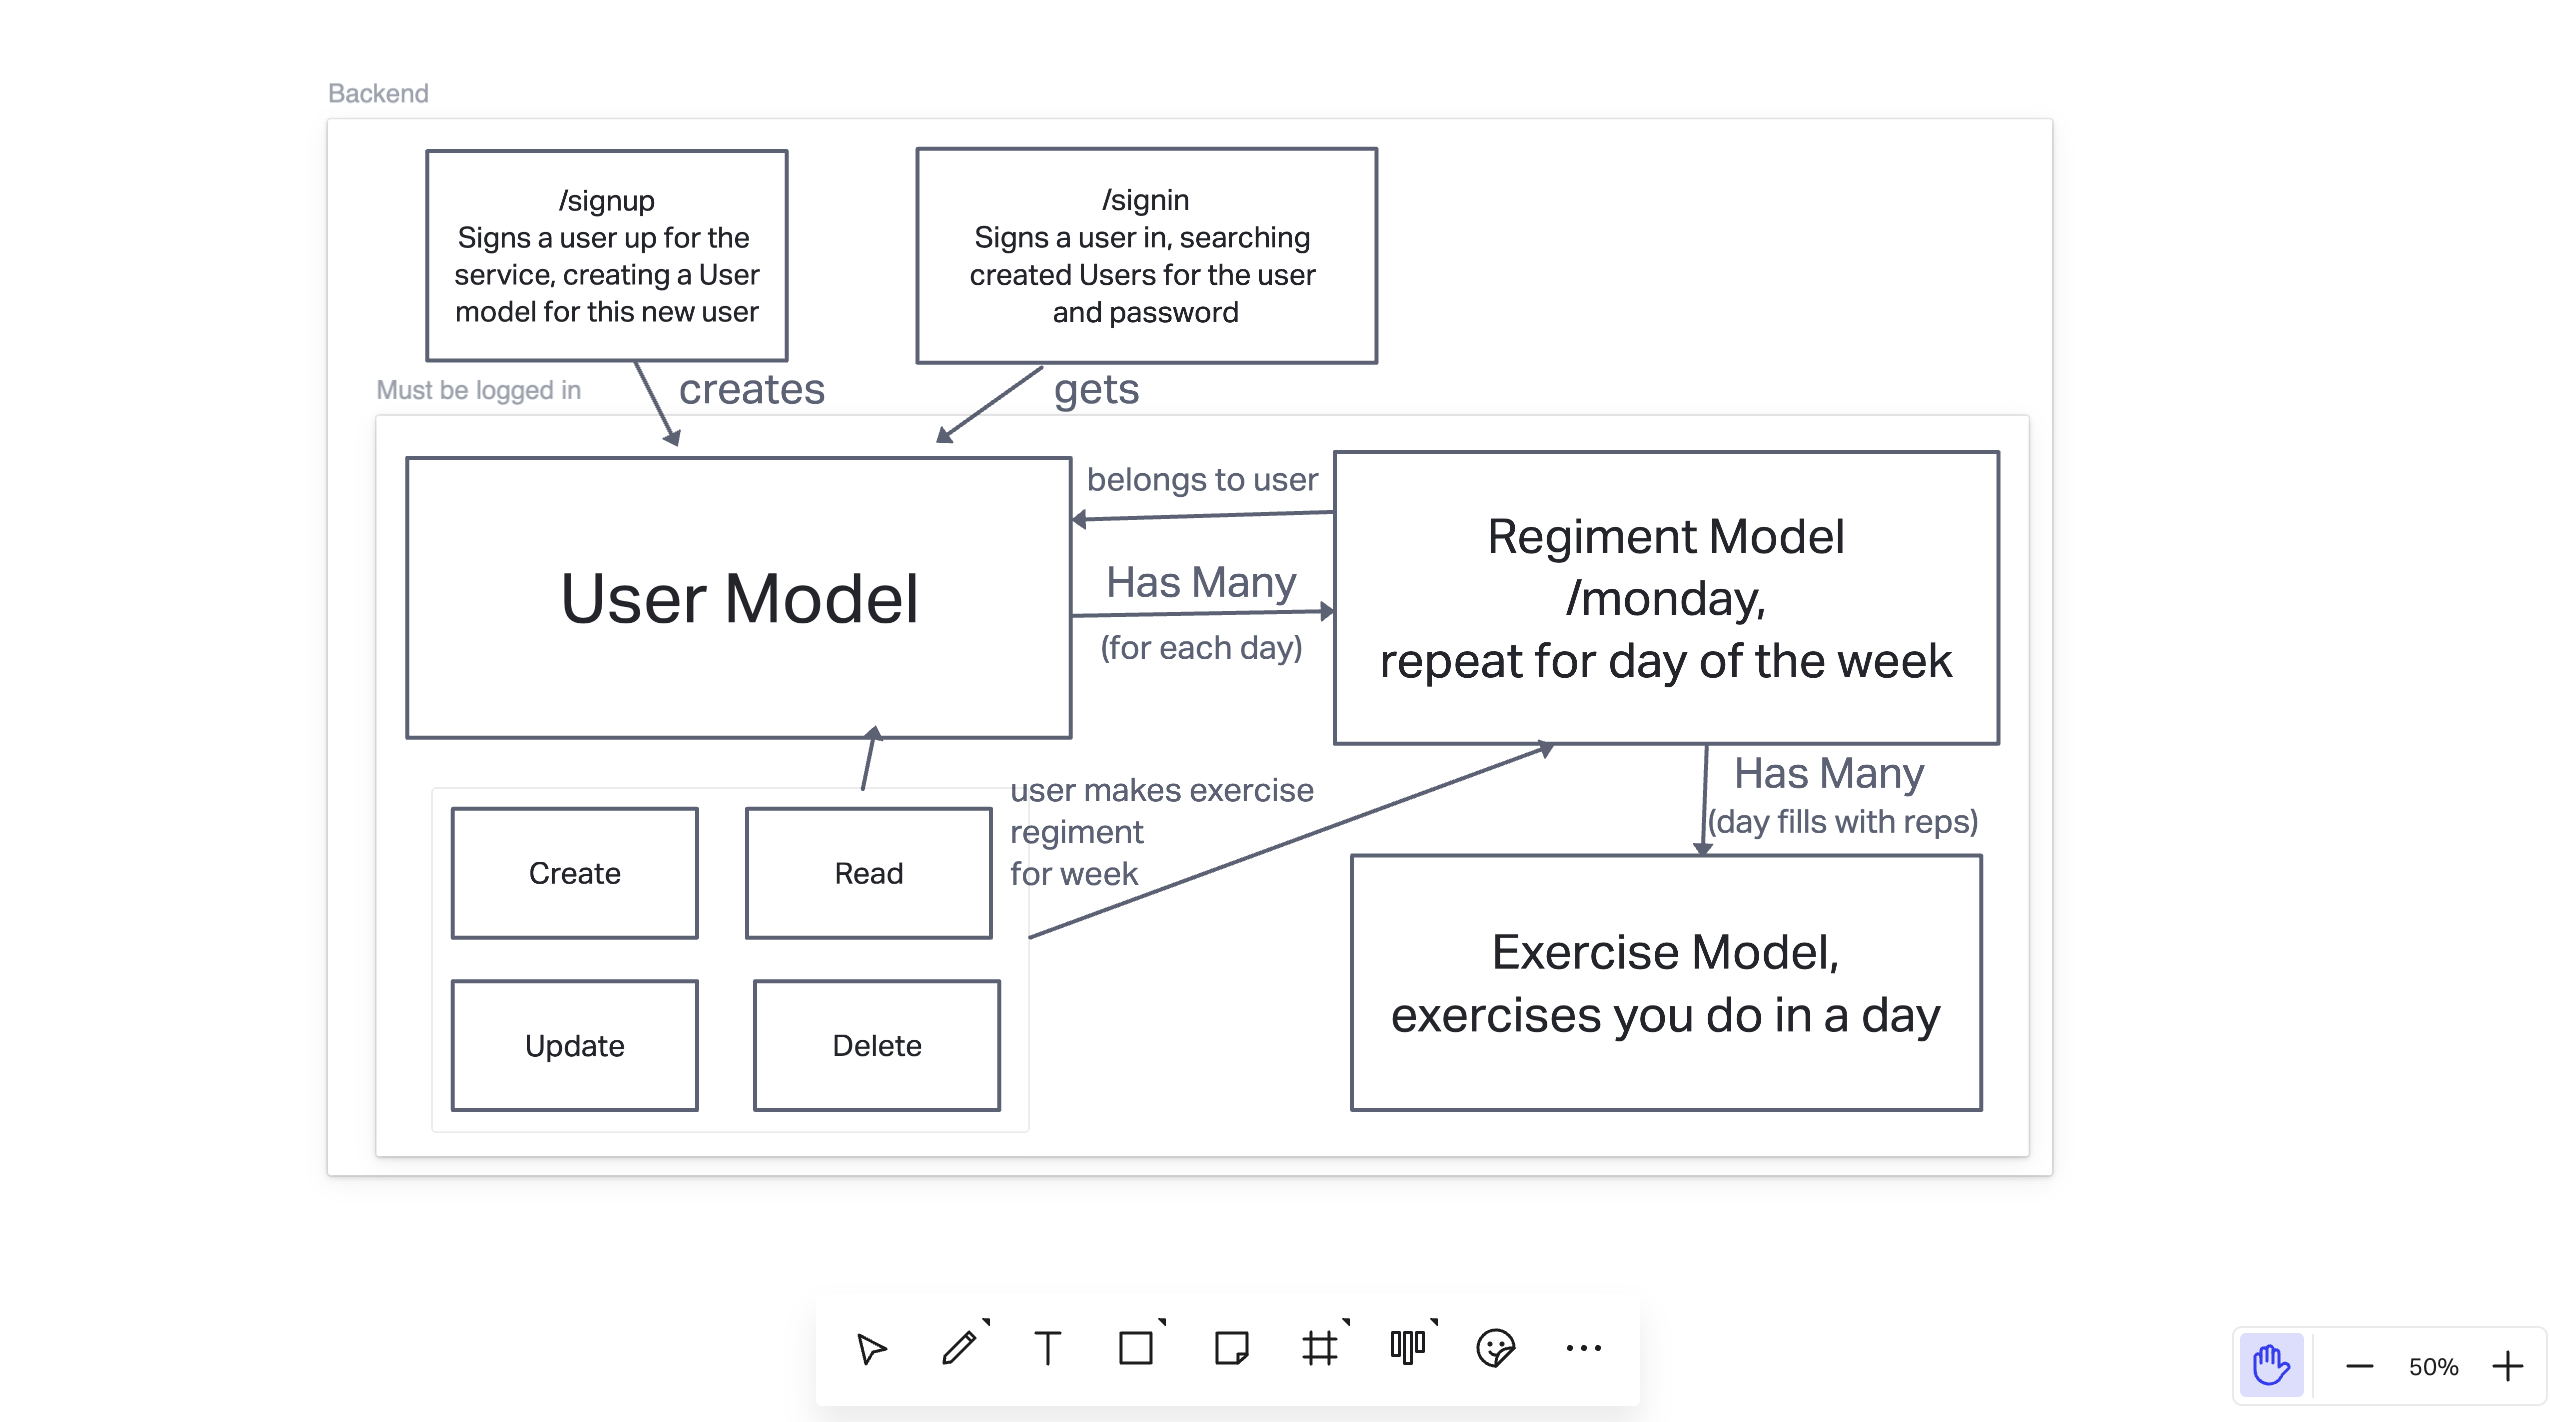 Backend
/signup
Signs a user up for the
service, creating a User
model for this new user
/signin
Signs a user in, searching
created Users for the user
and password
creates
gets
Must be logged in
User Model
belongs to user
Has Many
(for each day)
Regiment Model
/monday,
repeat for day of the week
user makes exercise
regiment
for week
Has Many
(day fills with reps)
Create
Read
Update
Delete
Exercise Model,
exercises you do in a day
50%